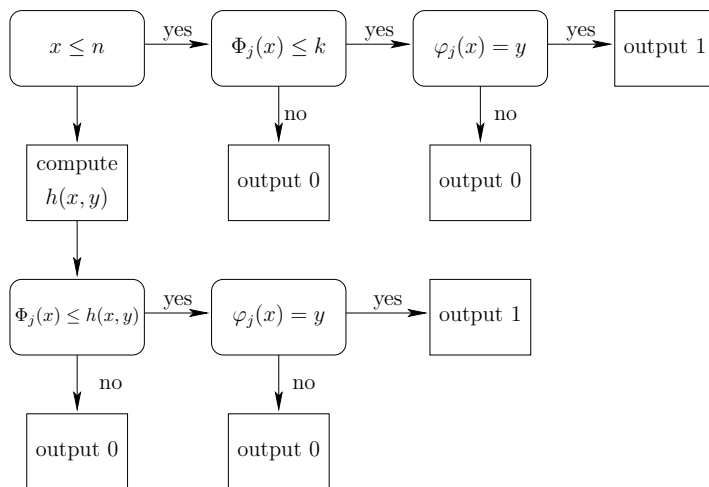 x ≤ n yes Φ_j(x) ≤ k yes φ_j(x) = y yes output 1
no no
compute
h(x, y)
output 0 output 0
Φ_j(x) ≤ h(x, y) yes φ_j(x) = y yes output 1
no no
output 0 output 0